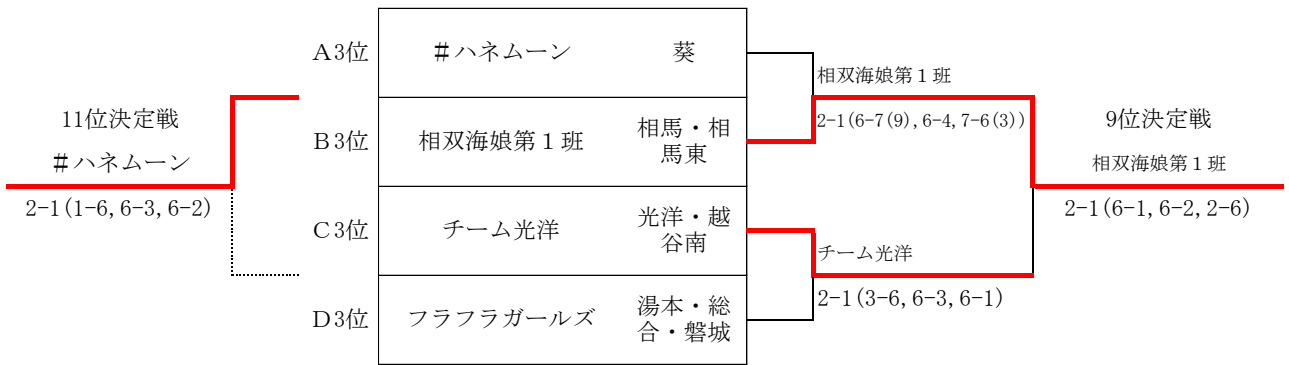 A3位
#ハネムーン
葵
相双海娘第1班
11位決定戦
2-1(6-7(9),6-4,7-6(3))
9位決定戦
B3位
相双海娘第1班
相馬・相
馬東
#ハネムーン
相双海娘第1班
2-1(1-6,6-3,6-2)
2-1(6-1,6-2,2-6)
C3位
チーム光洋
光洋・越
谷南
チーム光洋
2-1(3-6,6-3,6-1)
D3位
フラフラガールズ
湯本・総
合・磐城